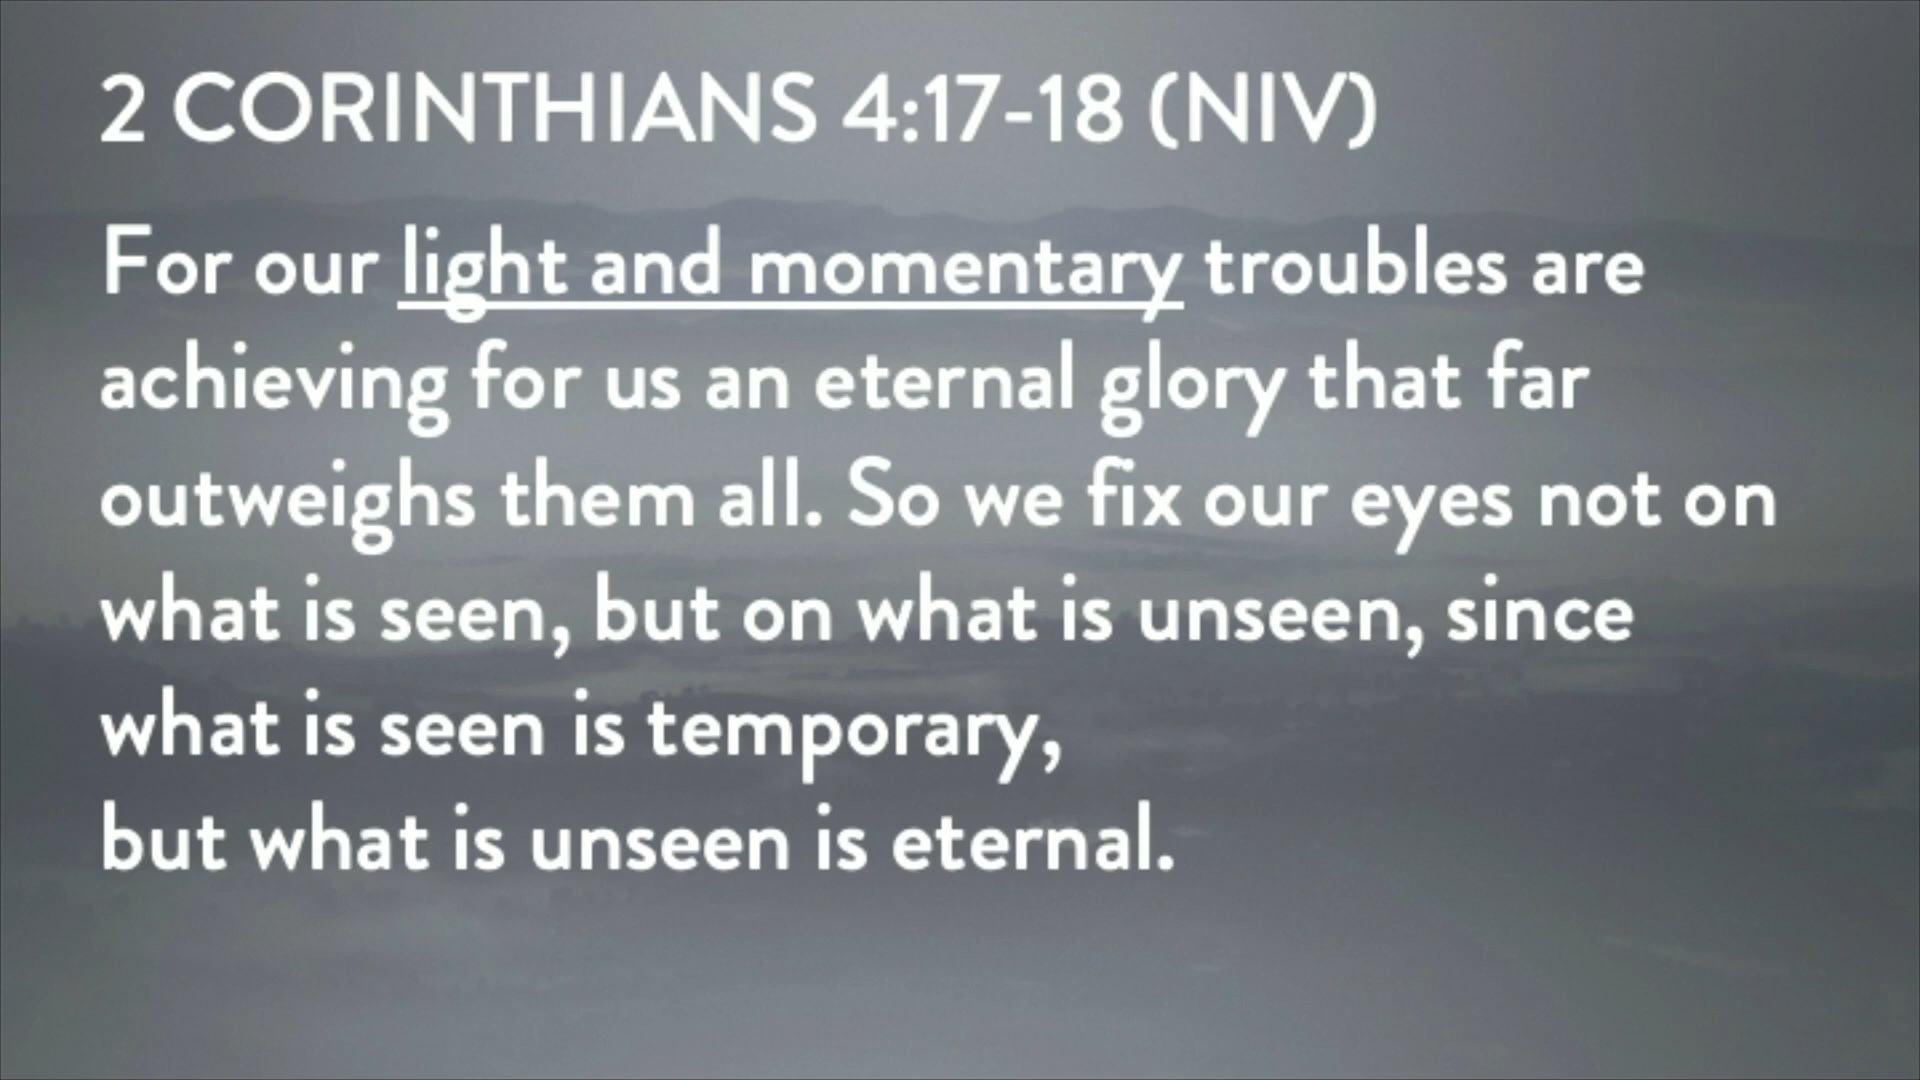 2 CORINTHIANS 4:17-18 (NIV)
For our light and momentary troubles are
achieving for us an eternal glory that far
outweighs them all. So we fix our eyes not on
what is seen, but on what is unseen, since
what is seen is temporary,
but what is unseen is eternal.